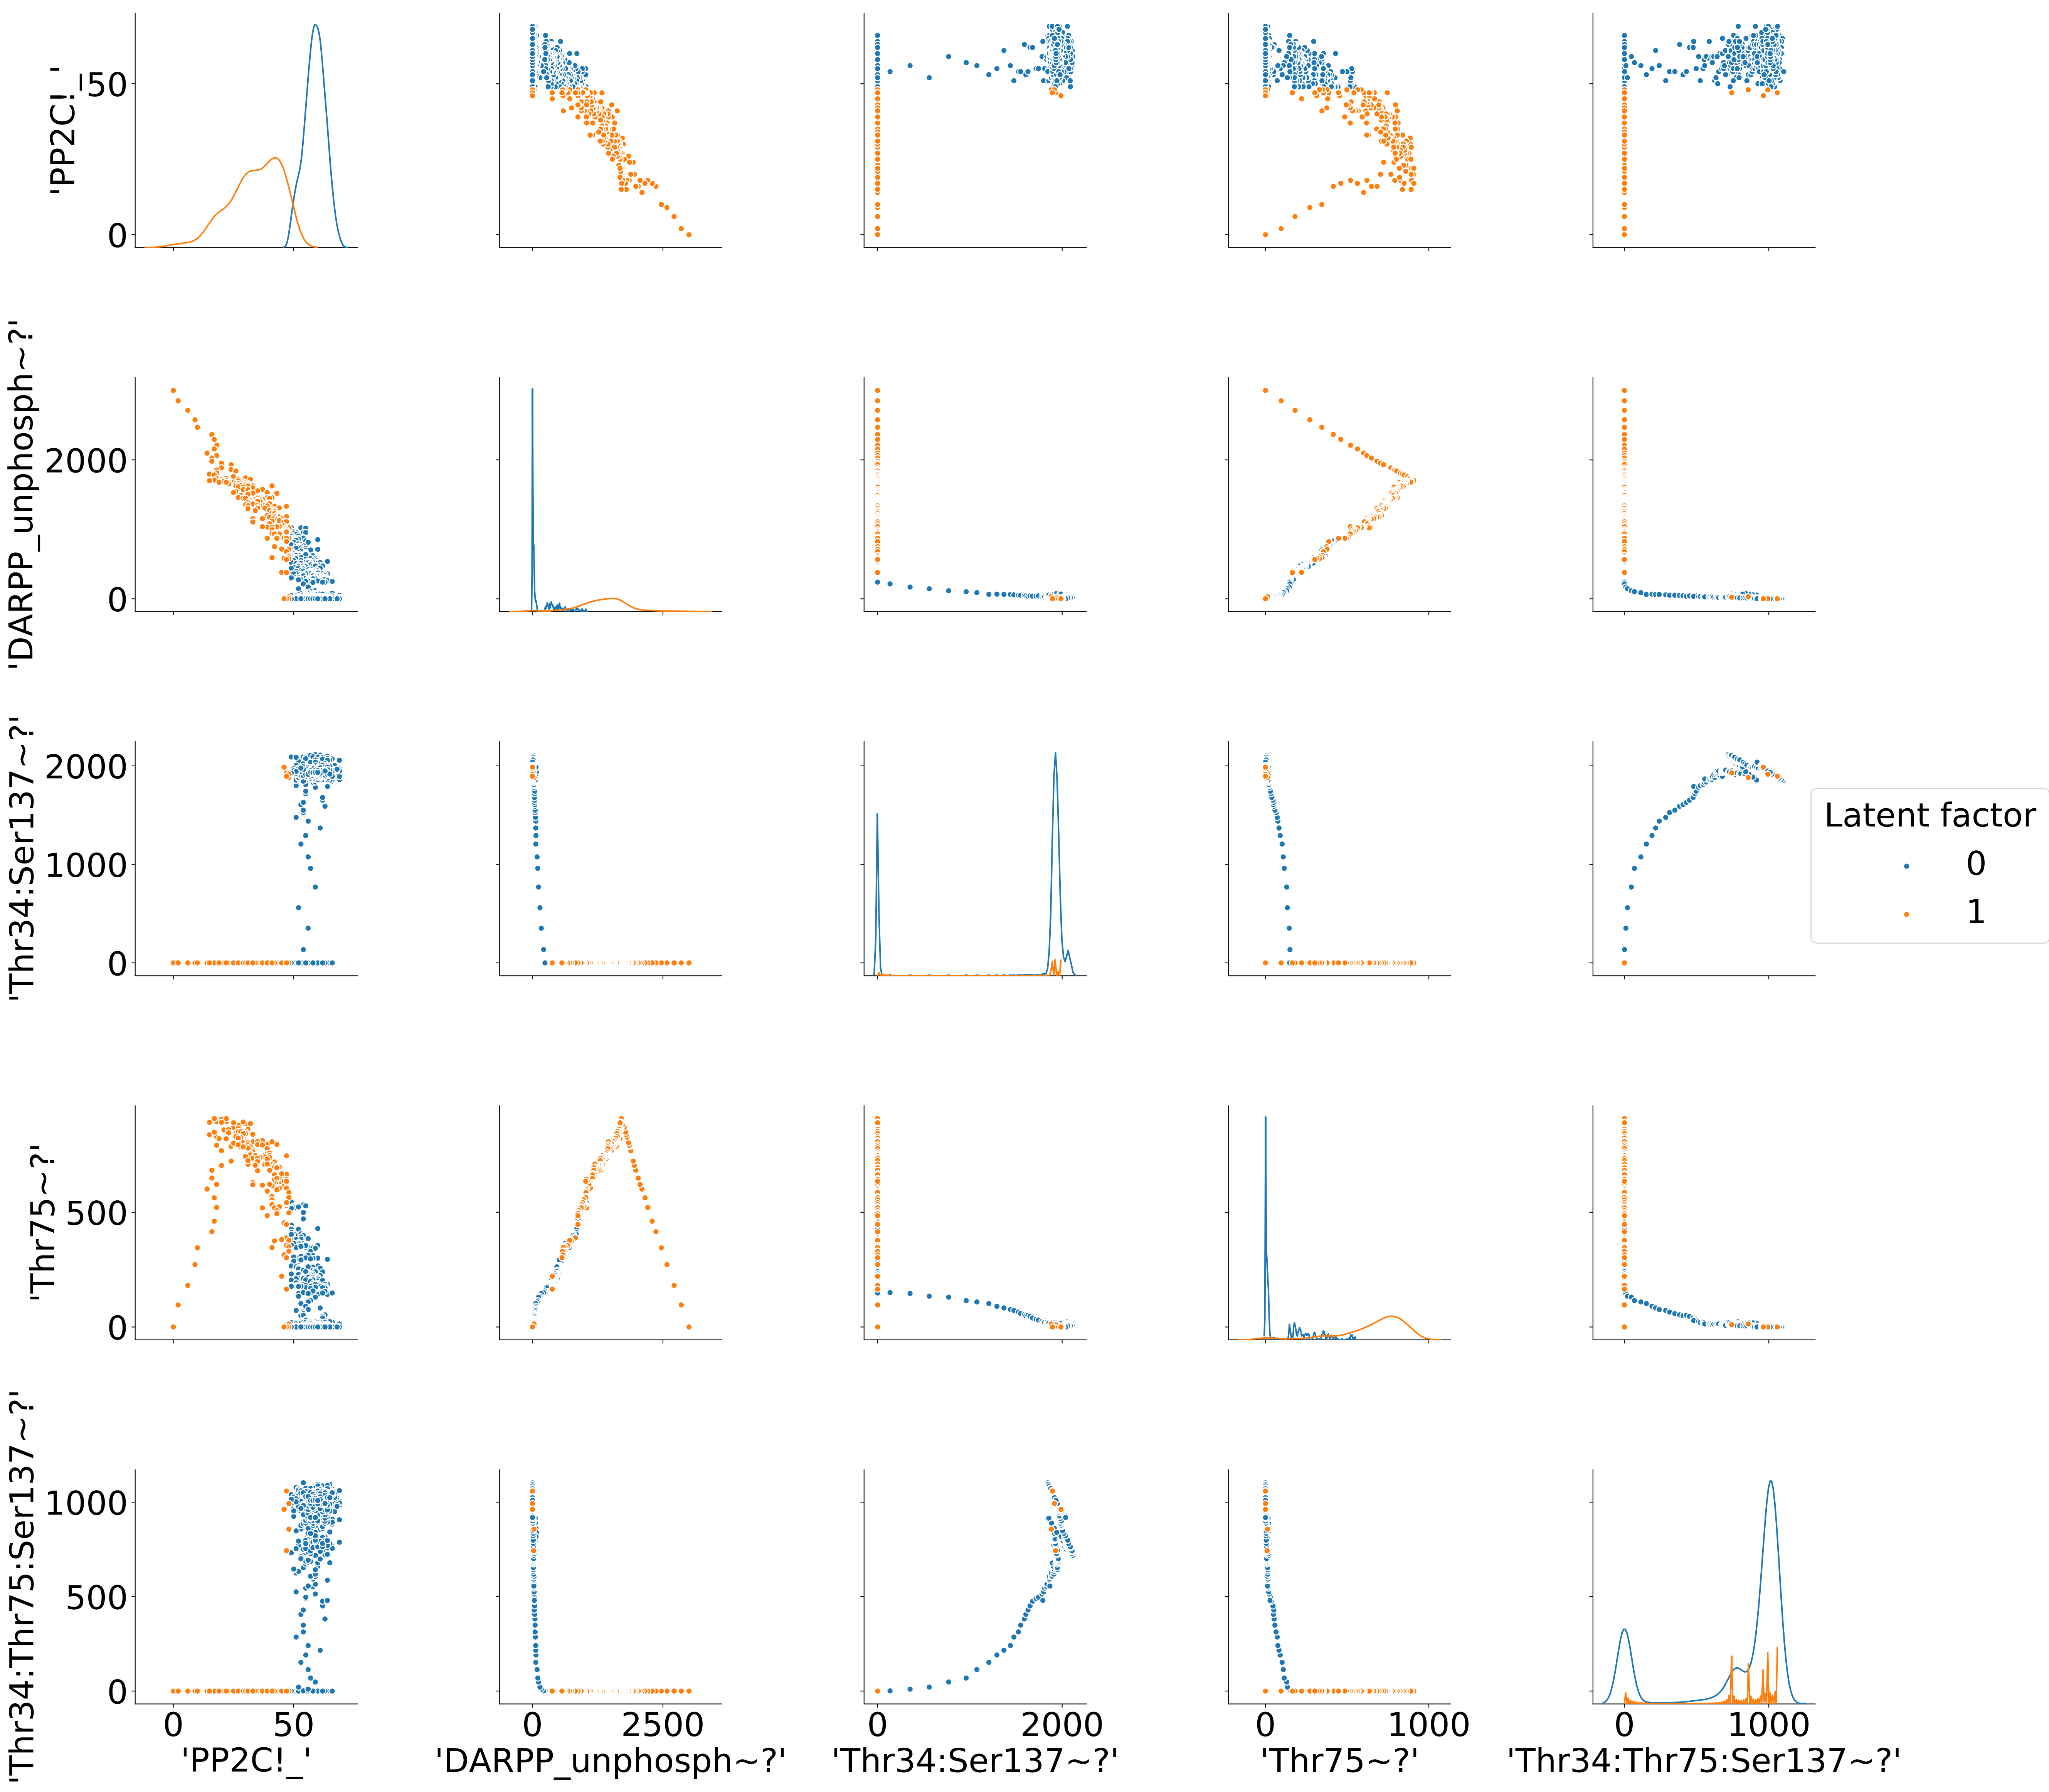 'PP2C!_'
50
0
'DARPP_unphosph~?'
2000
0
'Thr34:Ser137~?'
2000
1000
0
Latent factor
0
1
'Thr75~?'
500
0
'Thr34:Thr75:Ser137~?'
1000
500
0
0 50 0 2500 0 2000 0 1000 0 1000
'PP2C!_' 'DARPP_unphosph~?' 'Thr34:Ser137~?' 'Thr75~?' 'Thr34:Thr75:Ser137~?'